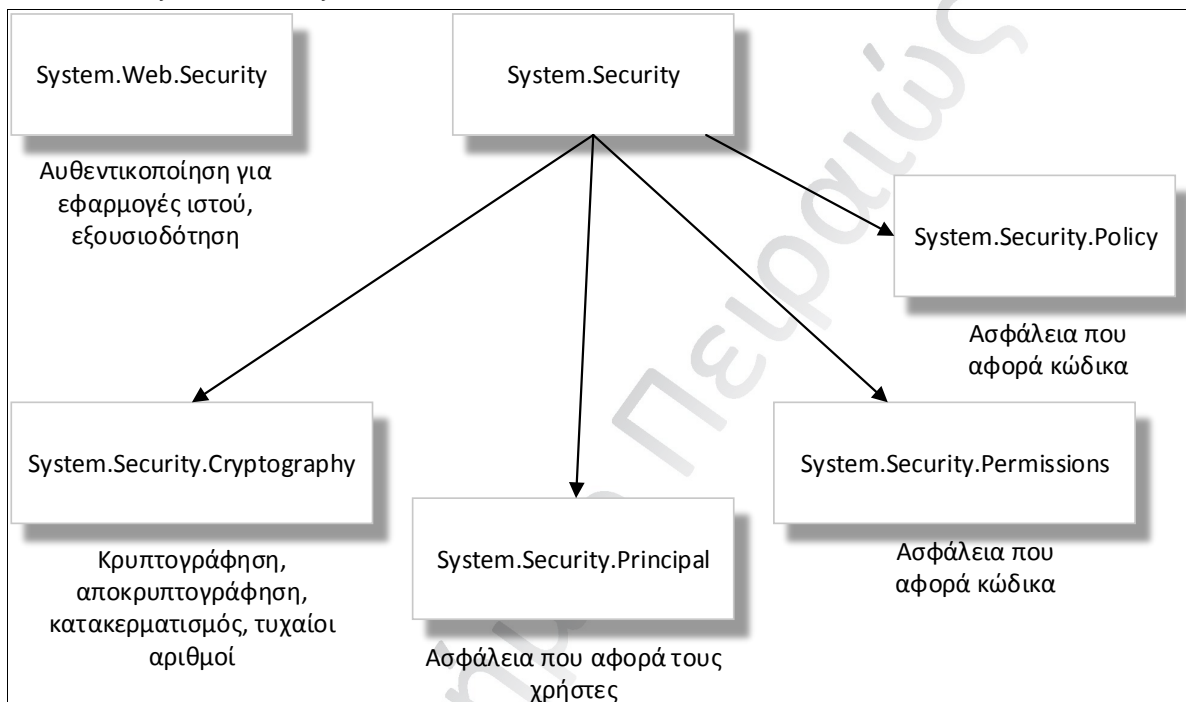 System.Web.Security
System.Security
Αυθεντικοποίηση για
εφαρμογές ιστού,
εξουσιοδότηση
System.Security.Policy
Ασφάλεια που
αφορά κώδικα
System.Security.Cryptography
System.Security.Permissions
System.Security.Principal
Κρυπτογράφηση,
αποκρυπτογράφηση,
κατακερματισμός, τυχαίοι
αριθμοί
Ασφάλεια που
αφορά κώδικα
Ασφάλεια που αφορά τους
χρήστες
Πειραιώς